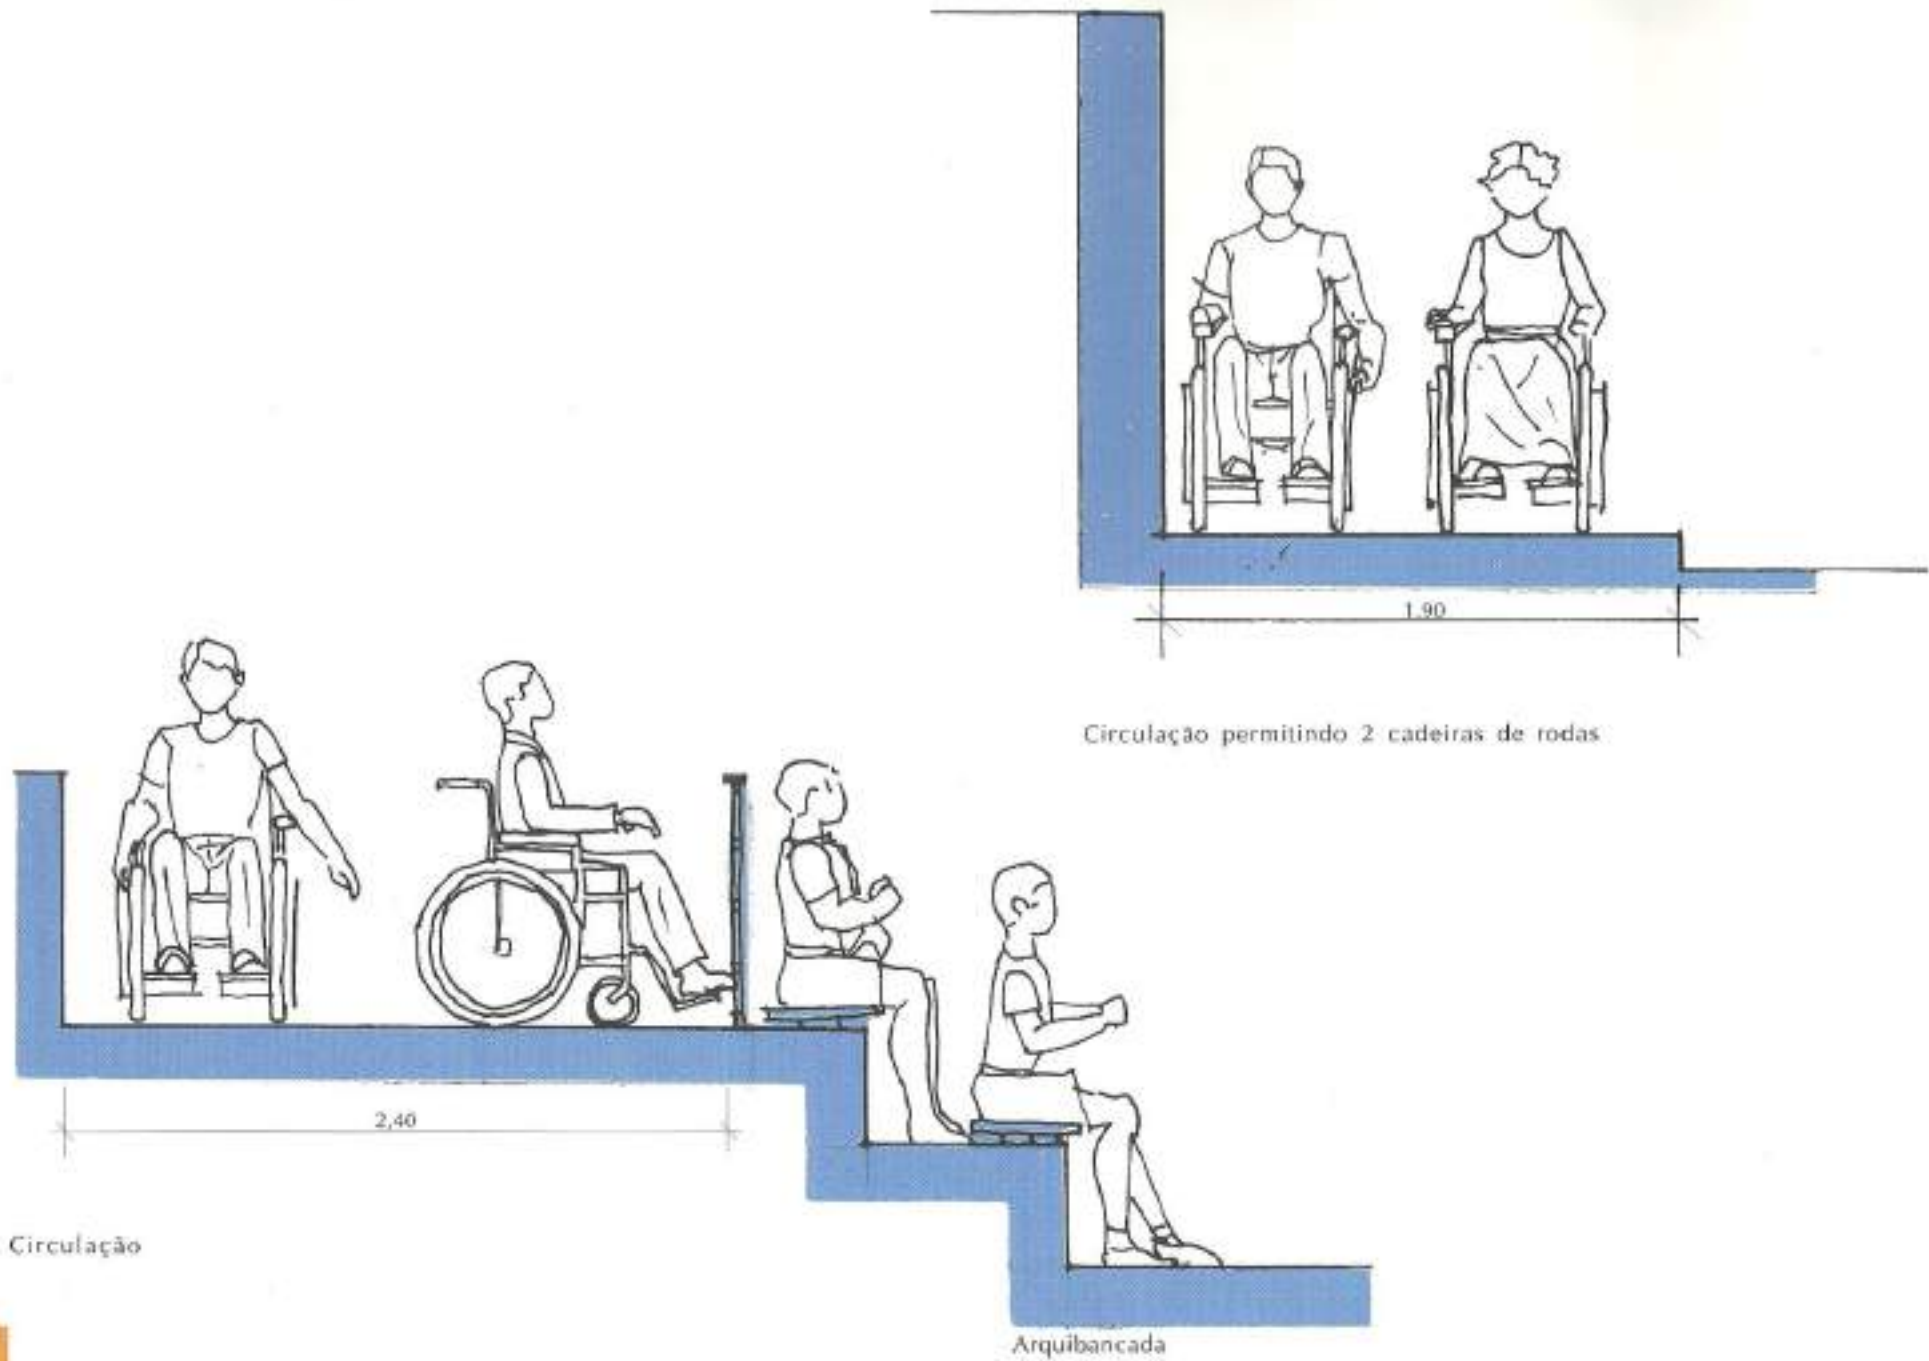 1.90
Circulação permitindo 2 cadeiras de rodas
2,40
Circulação
Arquibancada